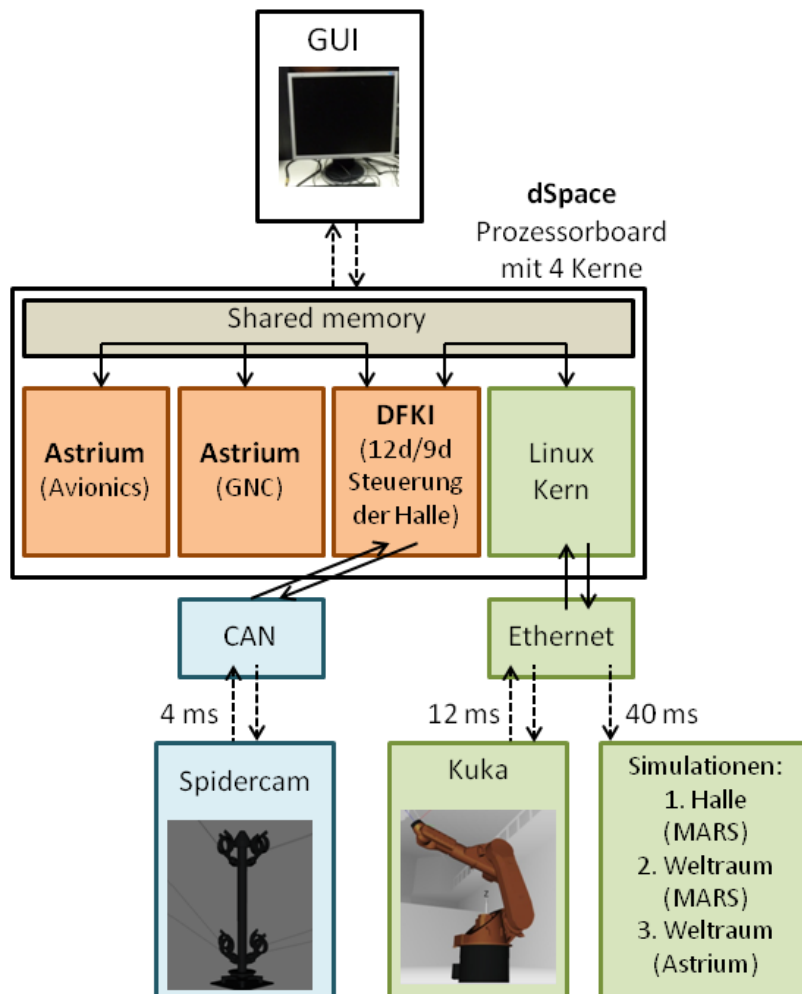 GUI
dSpace
Prozessorboard
mit 4 Kerne
Shared memory
Astrium
(Avionics)
Astrium
(GNC)
DFKI
(12d/9d
Steuerung
der Halle)
Linux
Kern
CAN
Ethernet
4 ms
12 ms
40 ms
Spidercam
Kuka
Z
Simulationen:
1. Halle
(MARS)
2. Weltraum
(MARS)
3. Weltraum
(Astrium)